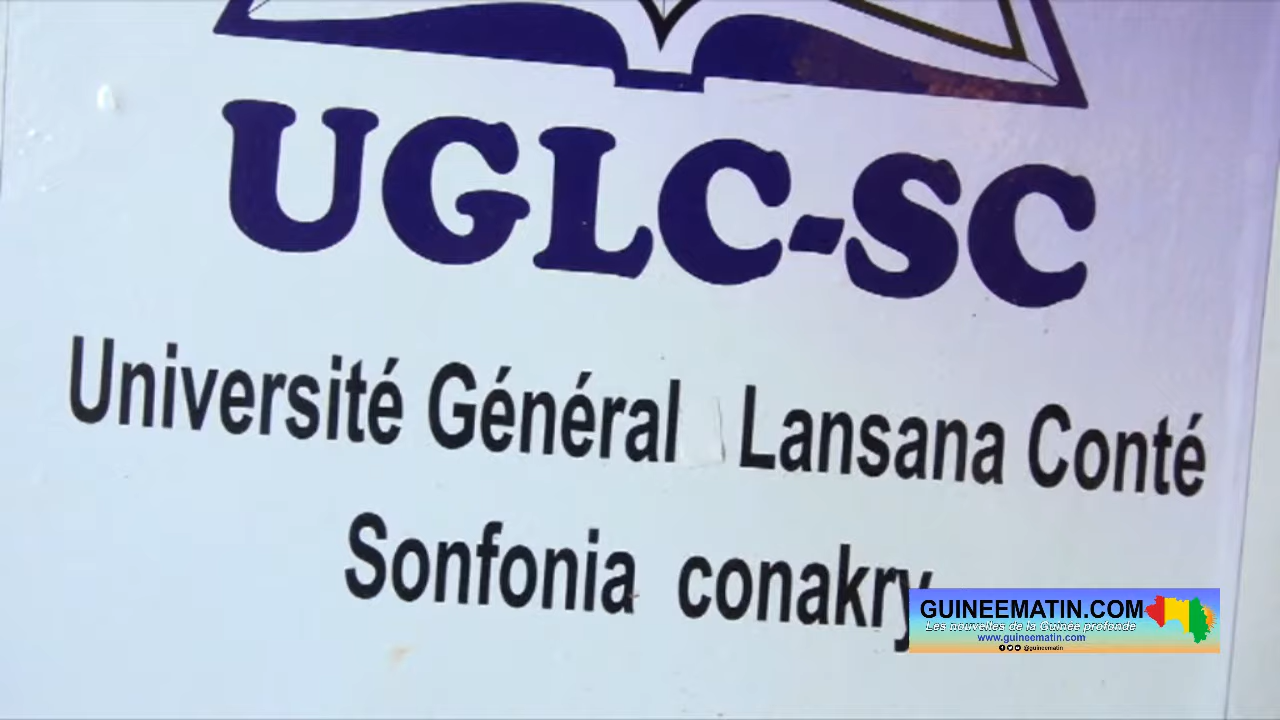 UGLC-SC
Université Général Lansana Conté
Sonfonia conakry
GUINEEMATIN.COM
Les nouvelles de la Guinée profonde
www.guineematin.com
@guineematin